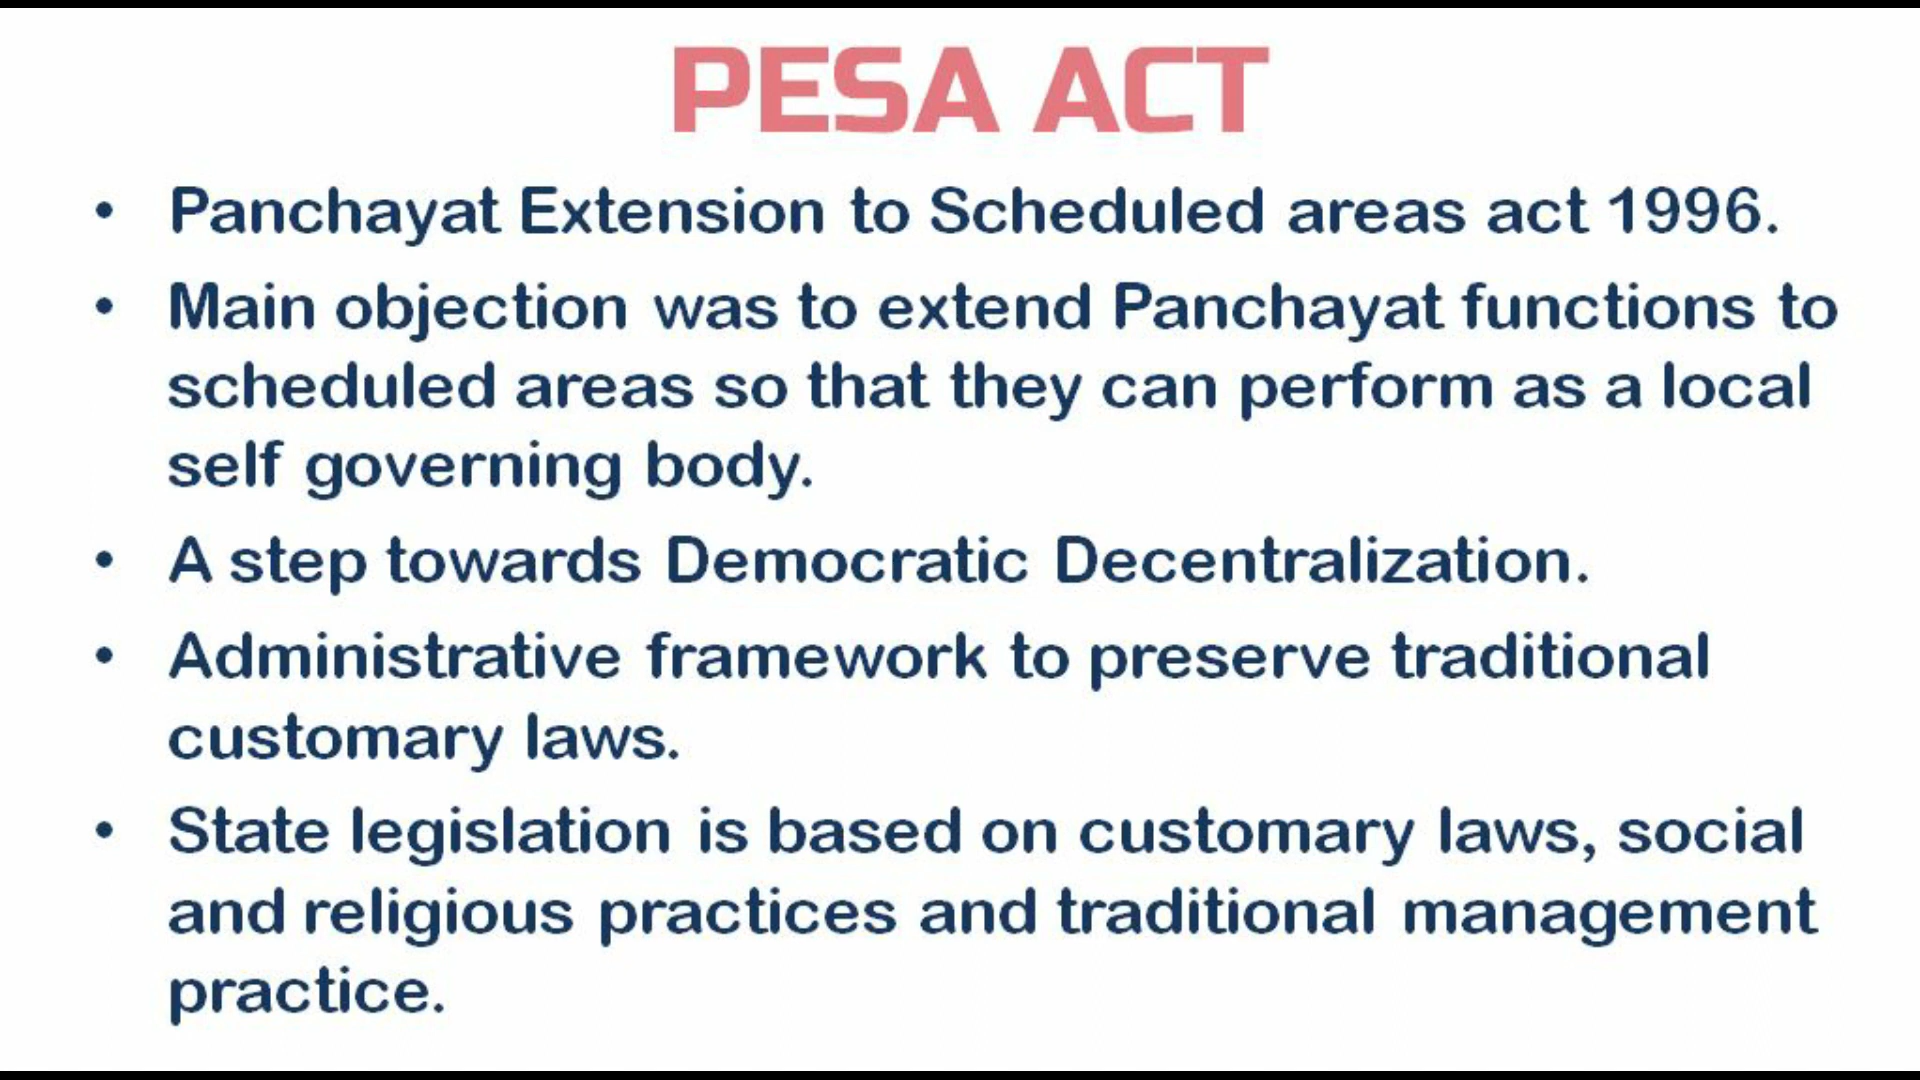 PESA ACT
• Panchayat Extension to Scheduled areas act 1996.
• Main objection was to extend Panchayat functions to
scheduled areas so that they can perform as a local
self governing body.
• A step towards Democratic Decentralization.
• Administrative framework to preserve traditional
customary laws.
• State legislation is based on customary laws, social
and religious practices and traditional management
practice.